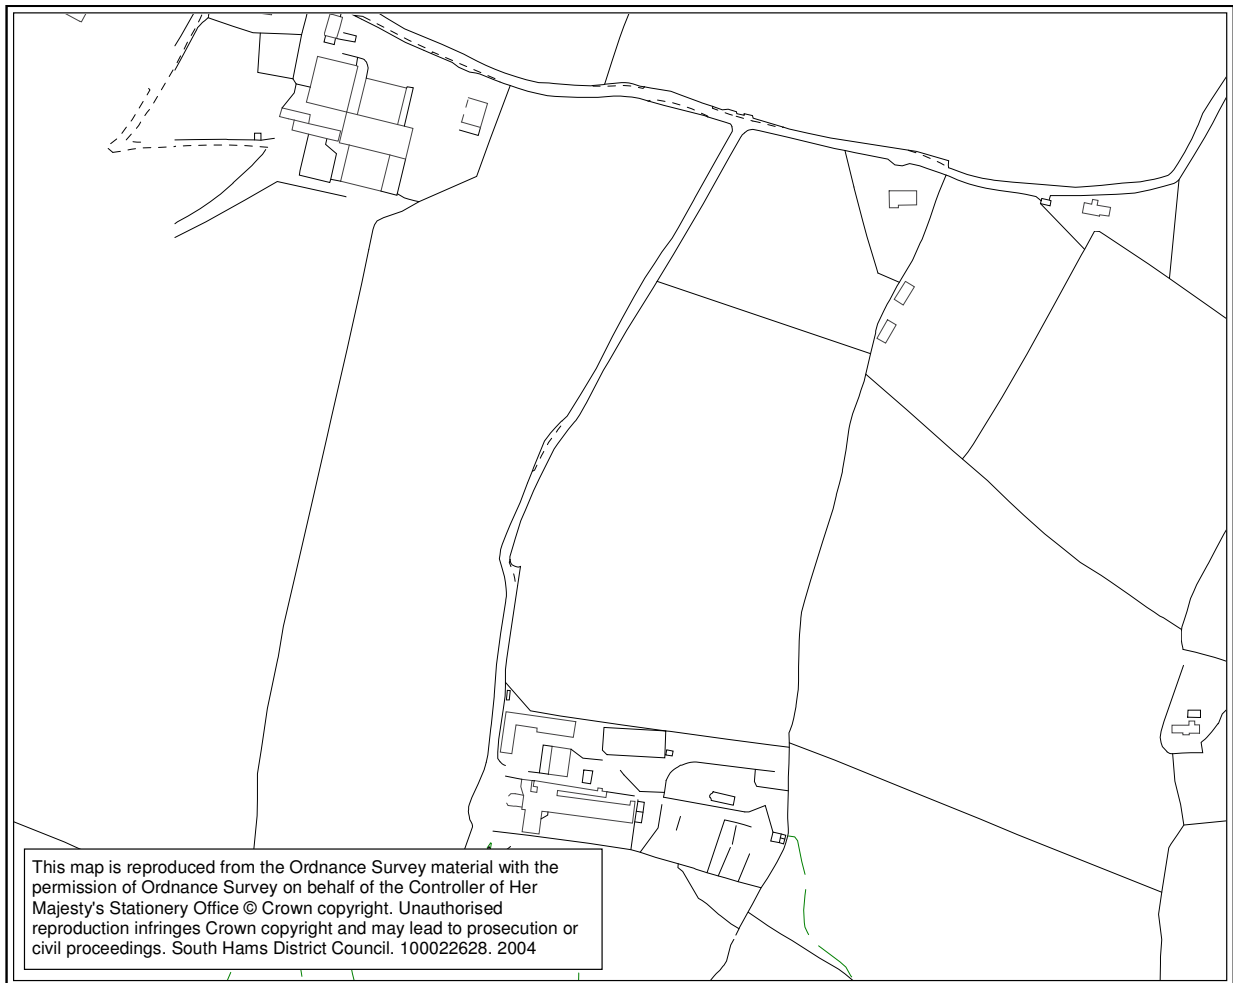 This map is reproduced from the Ordnance Survey material with the
permission of Ordnance Survey on behalf of the Controller of Her
Majesty's Stationery Office © Crown copyright. Unauthorised
reproduction infringes Crown copyright and may lead to prosecution or
civil proceedings. South Hams District Council. 100022628. 2004